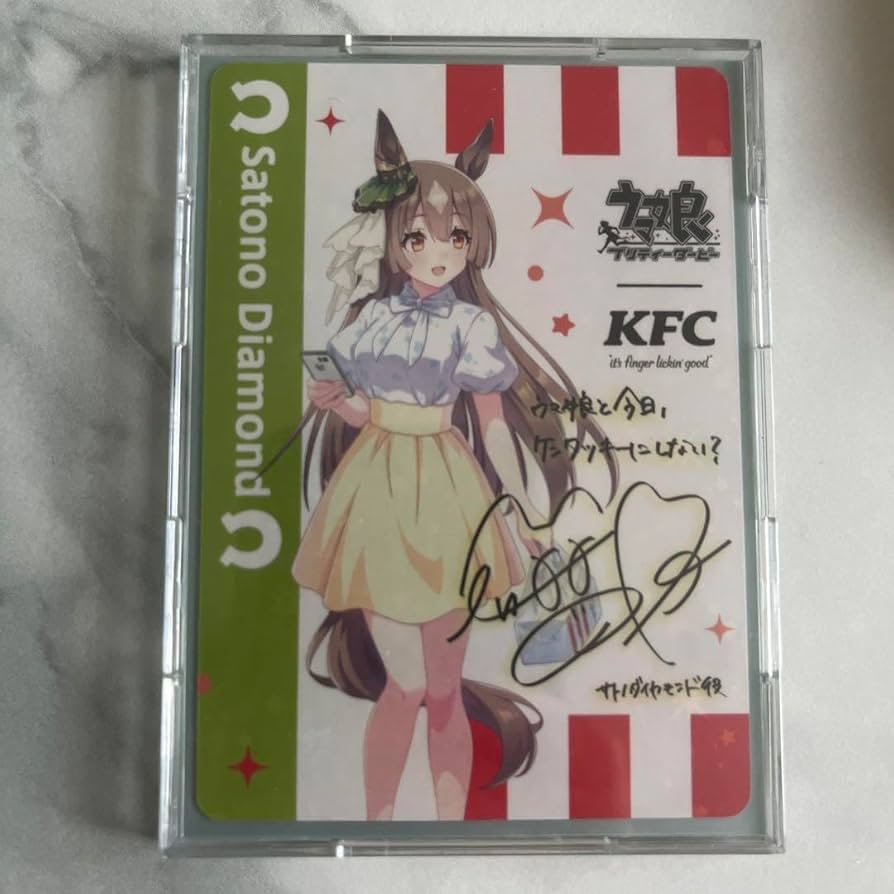 Satono Diamond
ウマ娘
プリティーダービー
KFC
"it's finger lickin' good"
ウマ娘と今日、
ケンタッキーにしない?
サトノダイヤモンド役